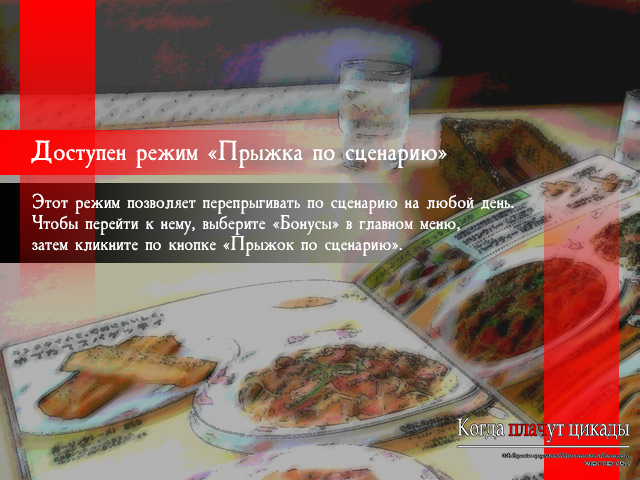 Доступен режим «Прыжка по сценарию»
Этот режим позволяет перепрыгивать по сценарию на любой день.
Чтобы перейти к нему, выберите «Бонусы» в главном меню,
затем кликните по кнопке «Прыжок по сценарию».
Когда плачут цикады